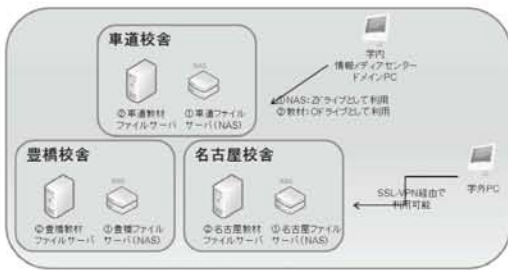 車道校舎
NAS
②車道教材
ファイルサーバ
①車道ファイル
サーバ(NAS)
学内
情報メディアセンター
ドメインPC
①NAS:Zドライブとして利用
②教材:Oドライブとして利用
豊橋校舎
NAS
②豊橋教材
ファイルサーバ
①豊橋ファイル
サーバ(NAS)
名古屋校舎
NAS
②名古屋教材
ファイルサーバ
①名古屋ファイル
サーバ(NAS)
SSL-VPN経由で
利用可能
学外PC